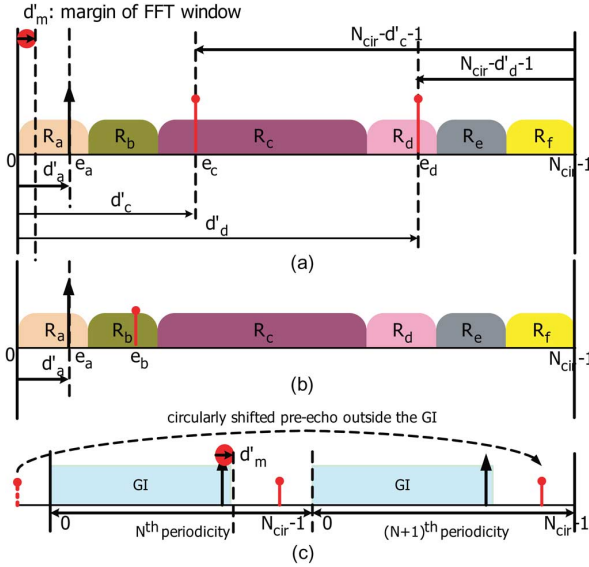 d'm: margin of FFT window
Ncir-d'c-1
Ncir-d'd-1
Ra Rb Rc Rd Re Rf
0 ea ec ed Ncir-1
d'a
d'c
d'd
(a)
Ra Rb Rc Rd Re Rf
0 ea eb Ncir-1
d'a
(b)
circularly shifted pre-echo outside the GI
d'm
GI GI
0 Ncir-1 0 Ncir-1
Nth periodicity (N+1)th periodicity
(c)